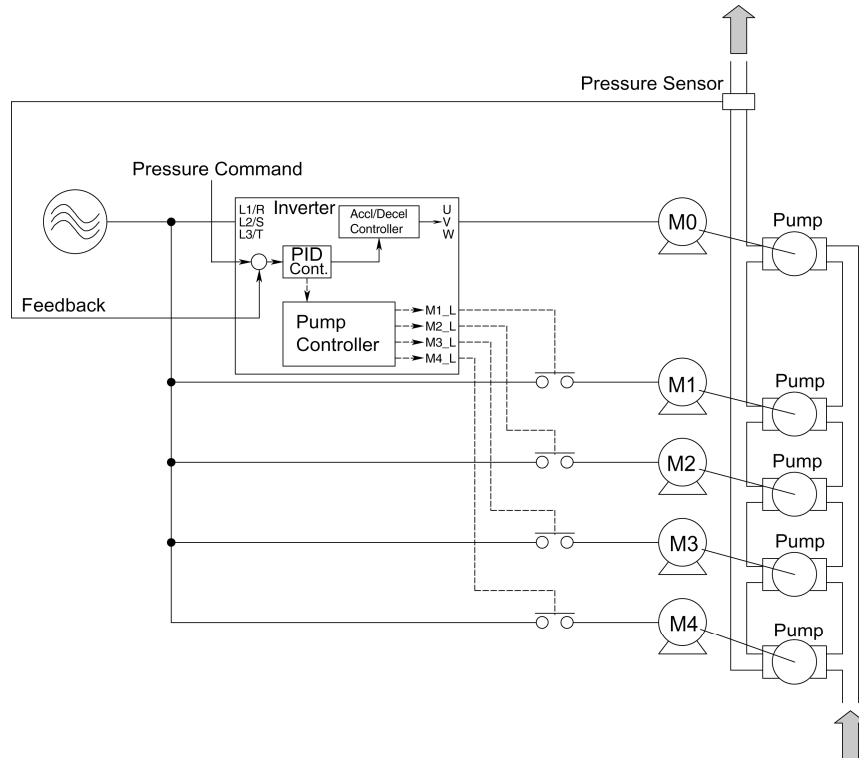 Pressure Sensor
Pressure Command
L1/R
L2/S
L3/T
Inverter
Accl/Decel
Controller
U
V
W
M0
Pump
PID
Cont.
Feedback
Pump
Controller
M1_L
M2_L
M3_L
M4_L
M1
Pump
M2
Pump
M3
Pump
M4
Pump